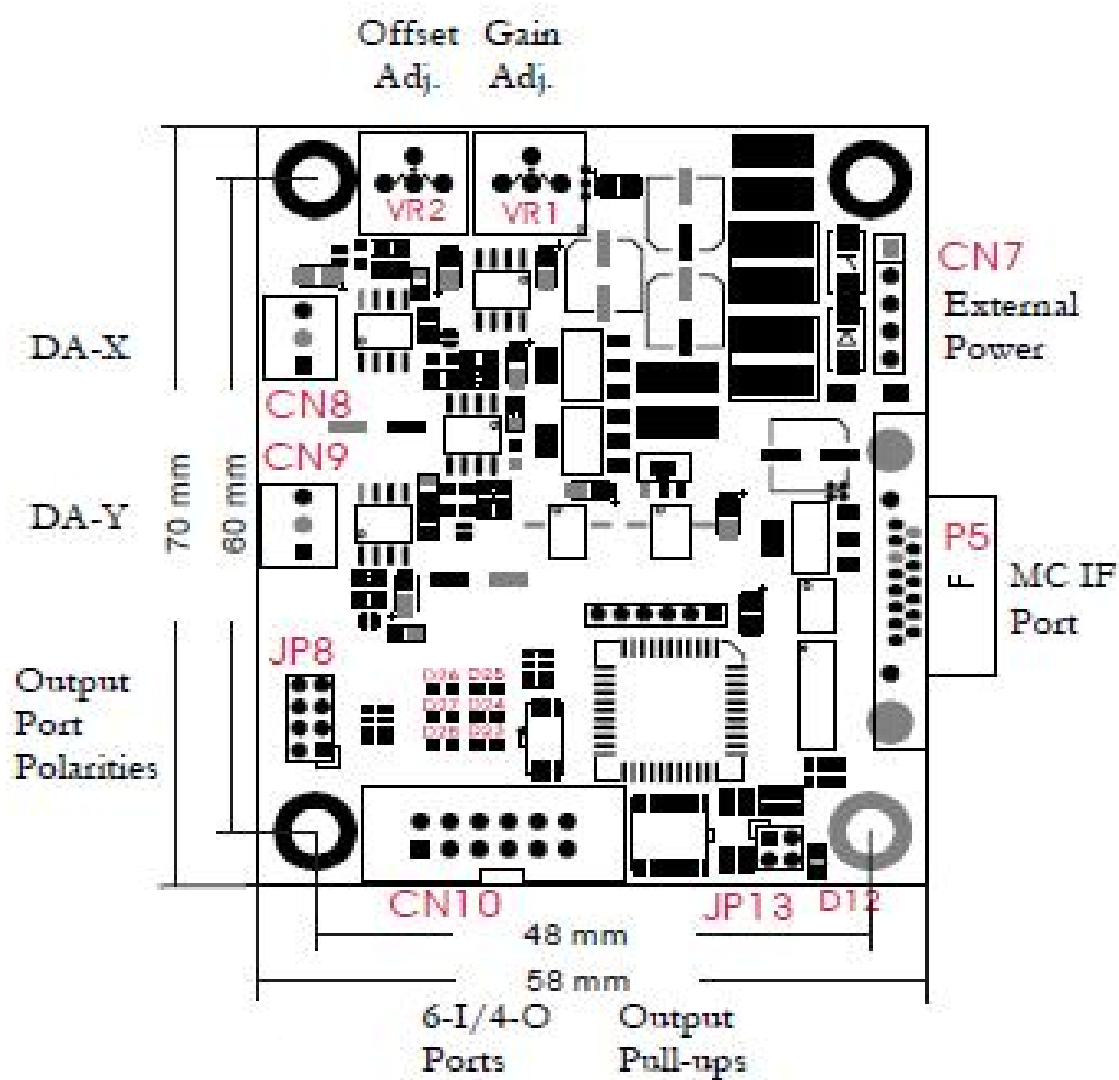 Offset Gain
Adj. Adj.
VR2 VR1
CN7
External
Power
DA-X
CN8
CN9
DA-Y
70 mm
60 mm
P5
F
MC IF
Port
JP8
Output
Port
Polarities
D26 D25
D27 D24
D28 D23
CN10
JP13 D12
48 mm
58 mm
6-I/4-O Output
Ports Pull-ups